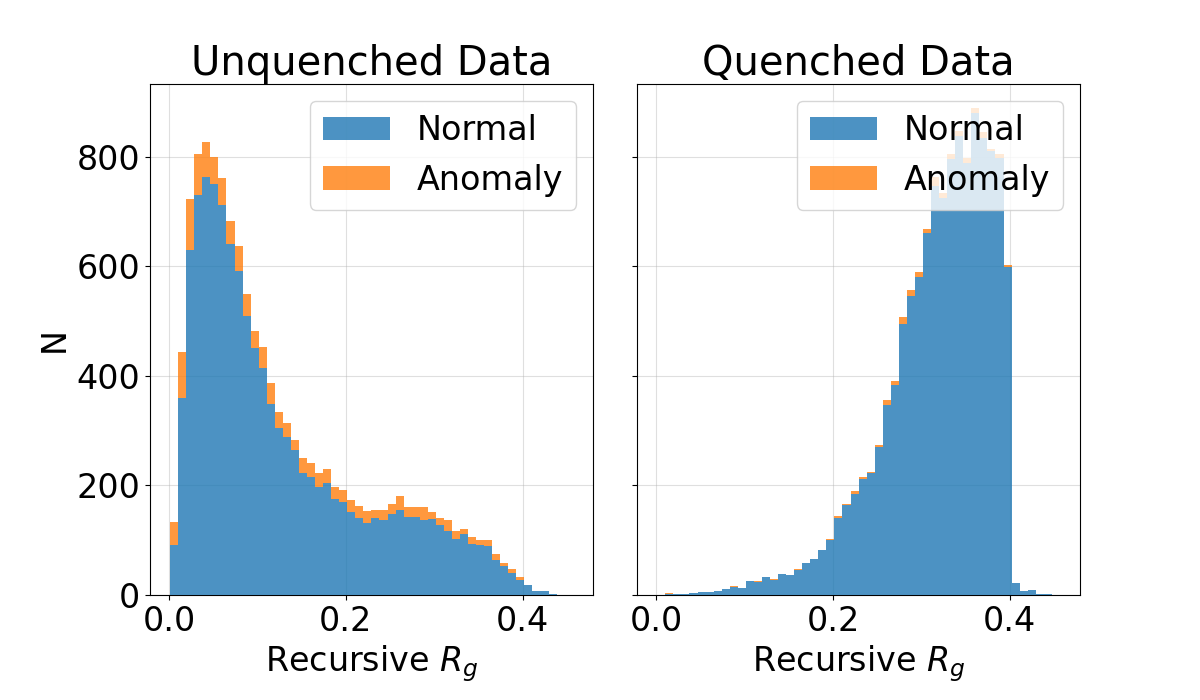 Unquenched Data
Quenched Data
Normal
Anomaly
Normal
Anomaly
N
800
600
400
200
0
0.0 0.2 0.4
0.0 0.2 0.4
Recursive $R_g$
Recursive $R_g$